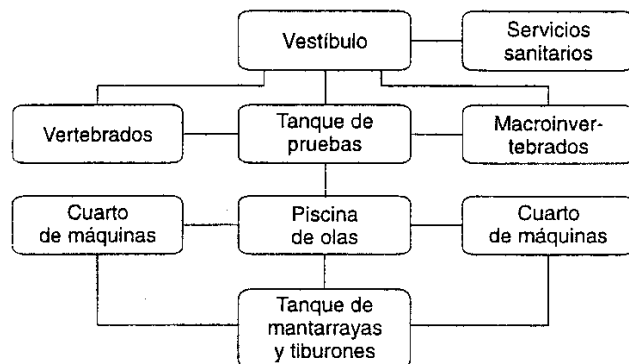 Vestíbulo
Servicios
sanitarios
Vertebrados
Tanque de
pruebas
Macroinver-
tebrados
Cuarto
de máquinas
Piscina
de olas
Cuarto
de máquinas
Tanque de
mantarrayas
y tiburones